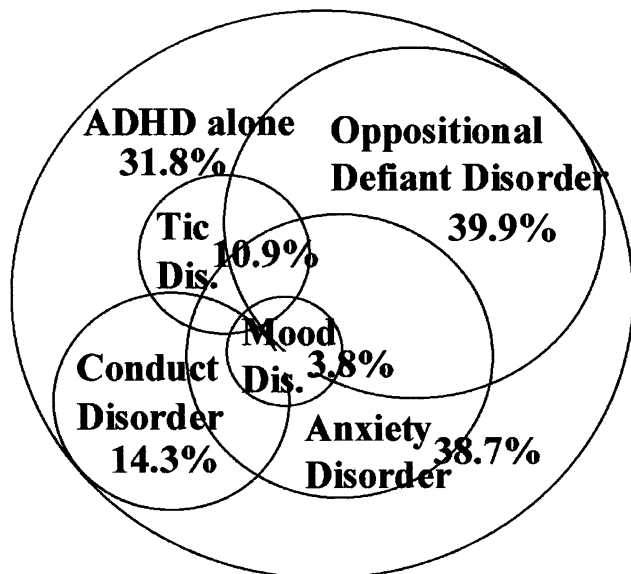 ADHD alone
31.8%
Oppositional
Defiant Disorder
39.9%
Tic
Dis.
10.9%
Mood
Dis.
3.8%
Conduct
Disorder
14.3%
Anxiety
Disorder
38.7%